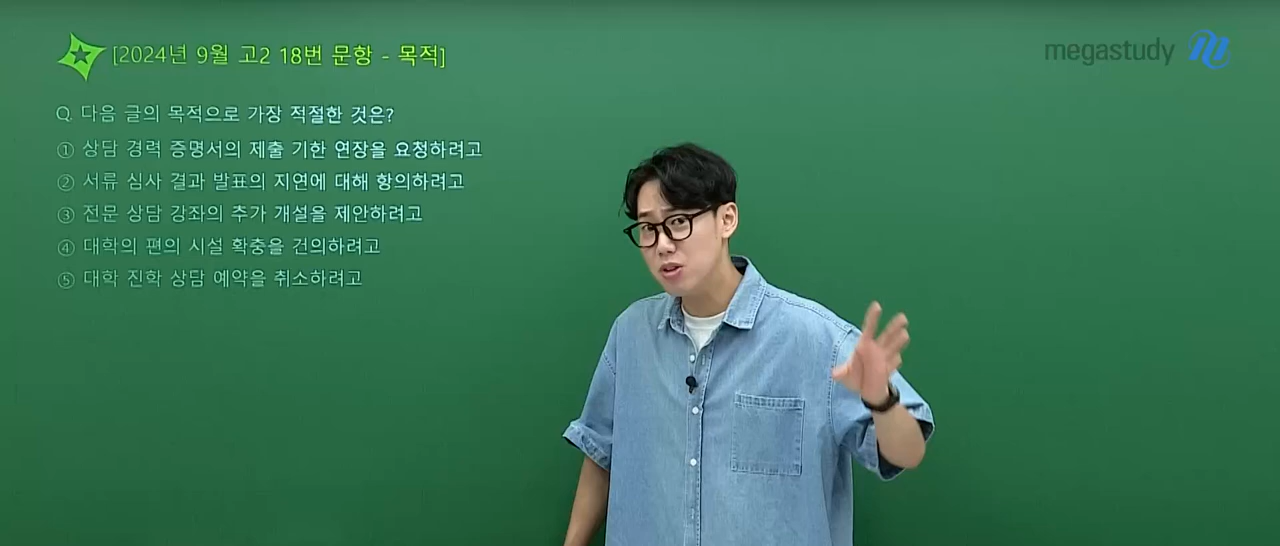 [2024년 9월 고2 18번 문항 - 목적]
megastudy
Q. 다음 글의 목적으로 가장 적절한 것은?
① 상담 경력 증명서의 제출 기한 연장을 요청하려고
② 서류 심사 결과 발표의 지연에 대해 항의하려고
③ 전문 상담 강좌의 추가 개설을 제안하려고
④ 대학의 편의 시설 확충을 건의하려고
⑤ 대학 진학 상담 예약을 취소하려고